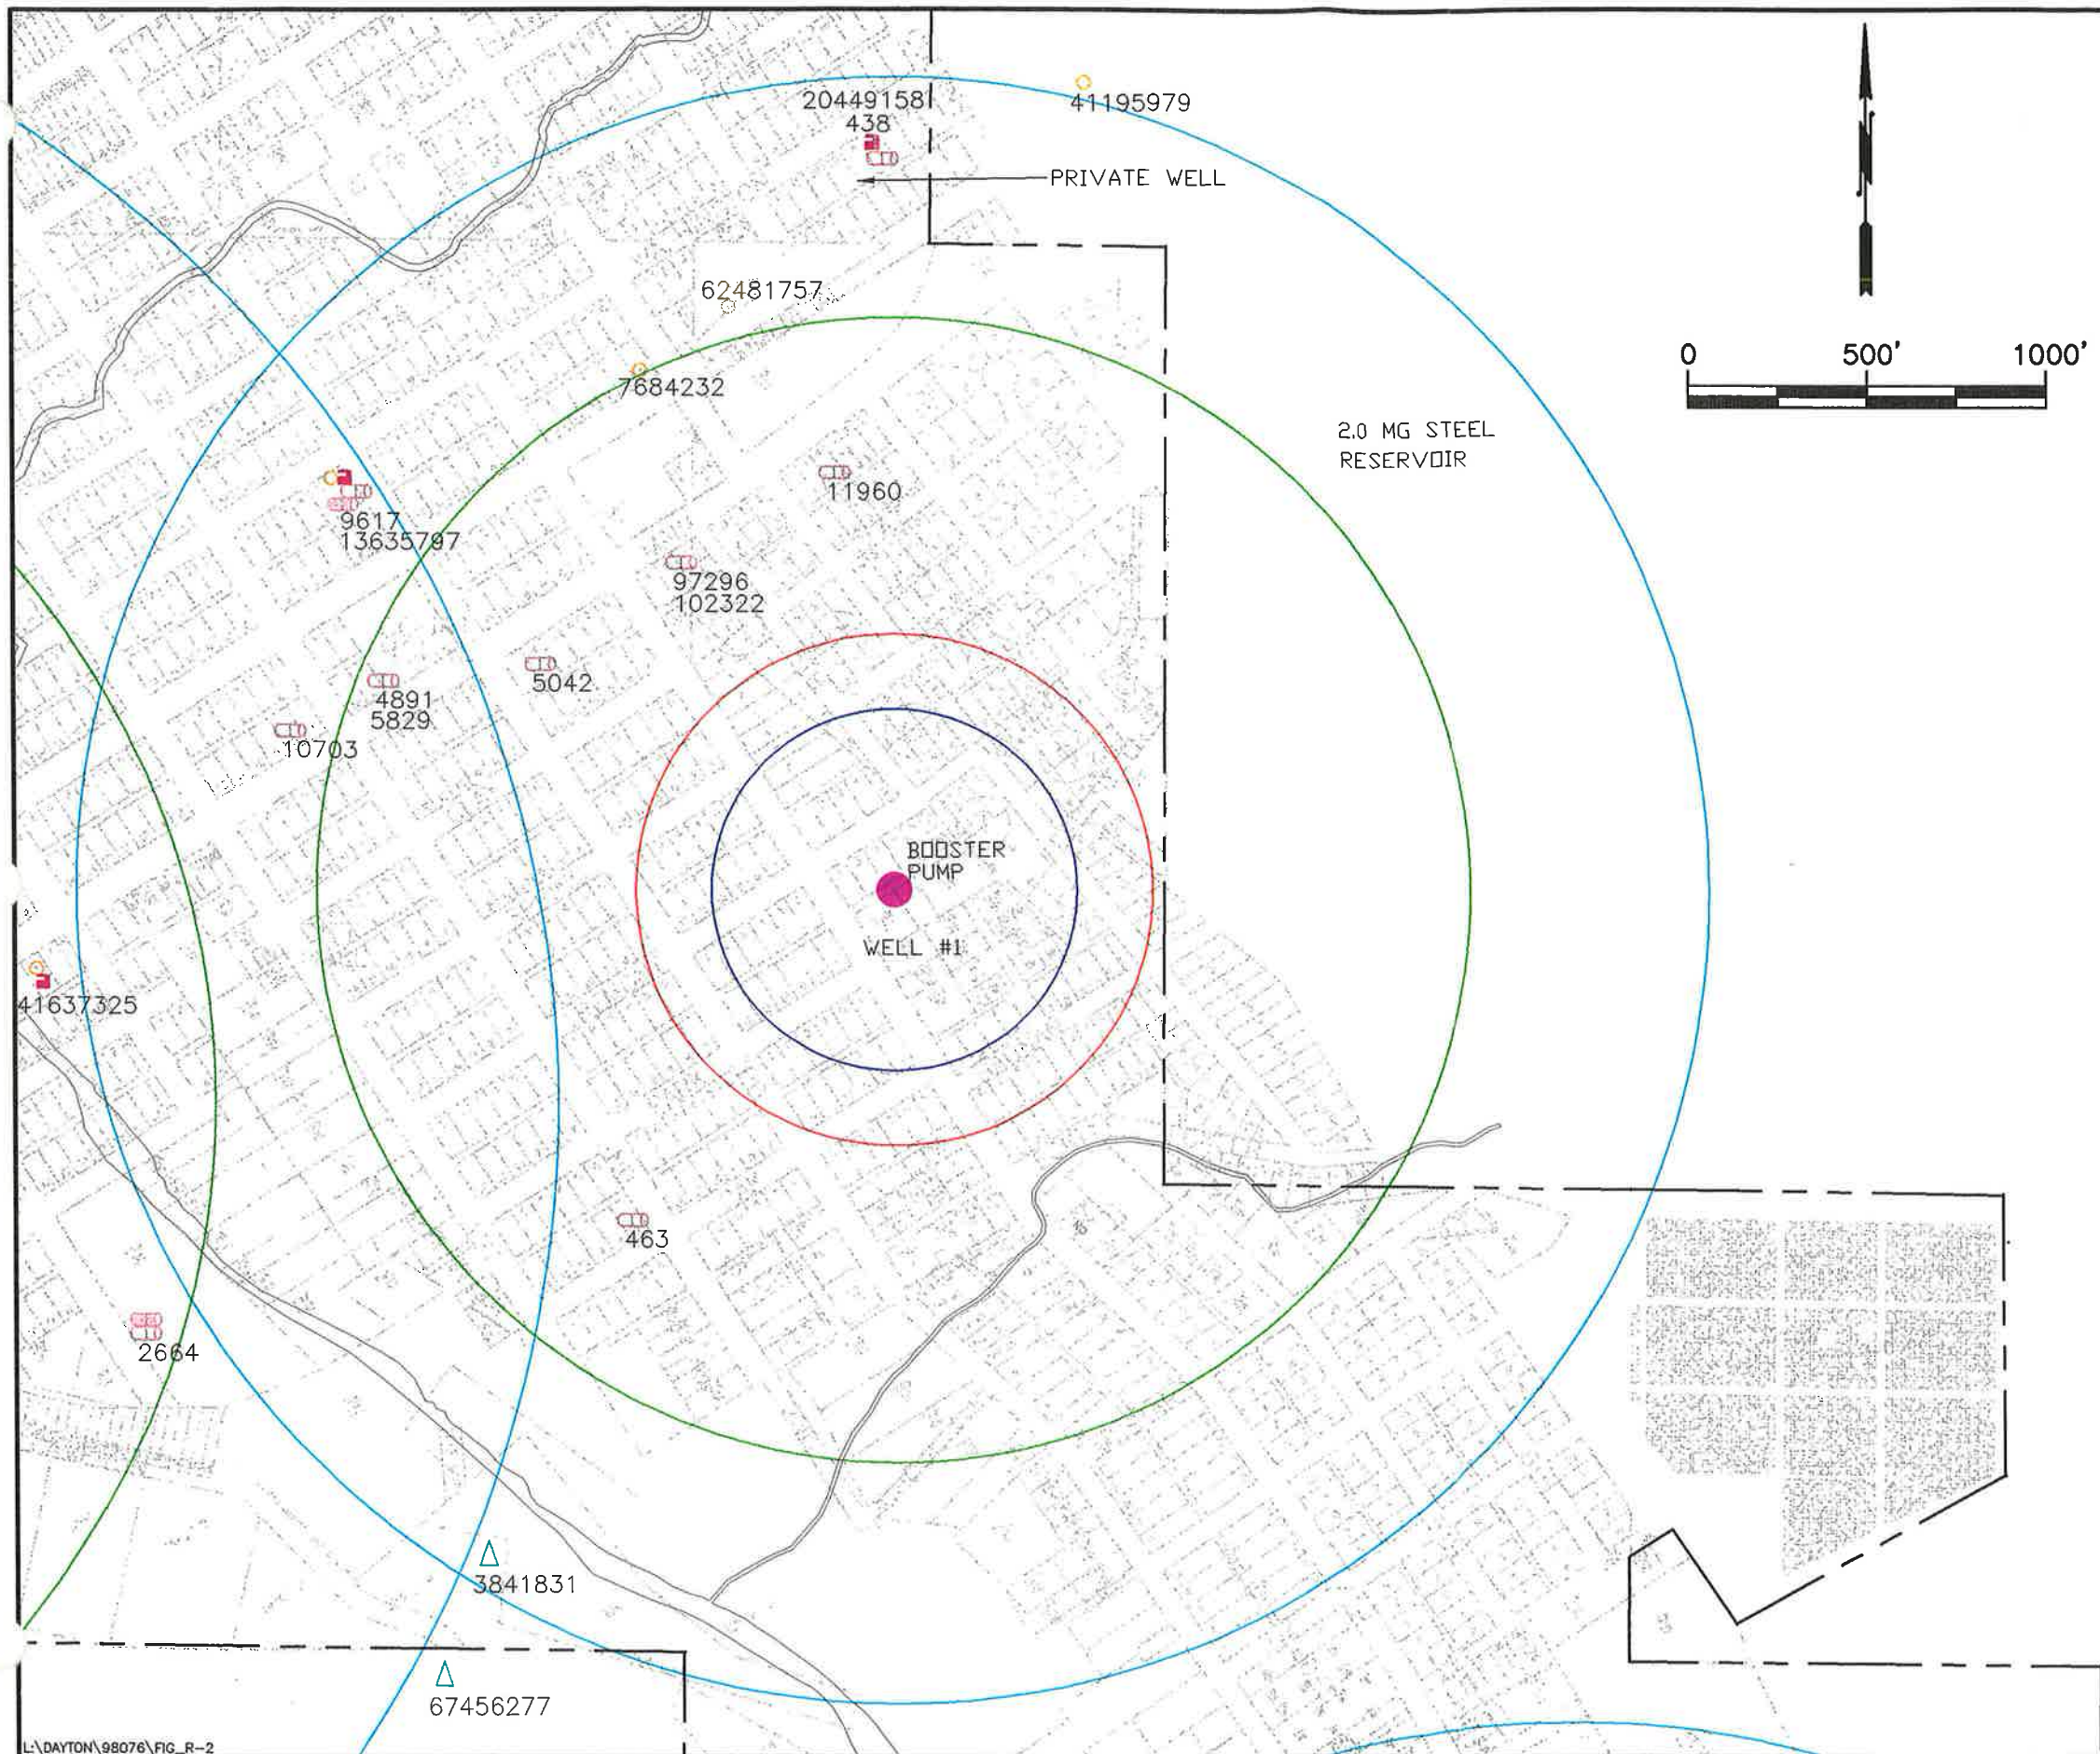 20449158
438
41195979
PRIVATE WELL
62481757
0 500' 1000'
7684232
2.0 MG STEEL
RESERVOIR
11960
9617
13635797
97296
102322
5042
4891
5829
10703
BOOSTER
PUMP
WELL #1
41637325
463
2664
3841831
67456277
L:\DAYTON\98076\FIG_R-2